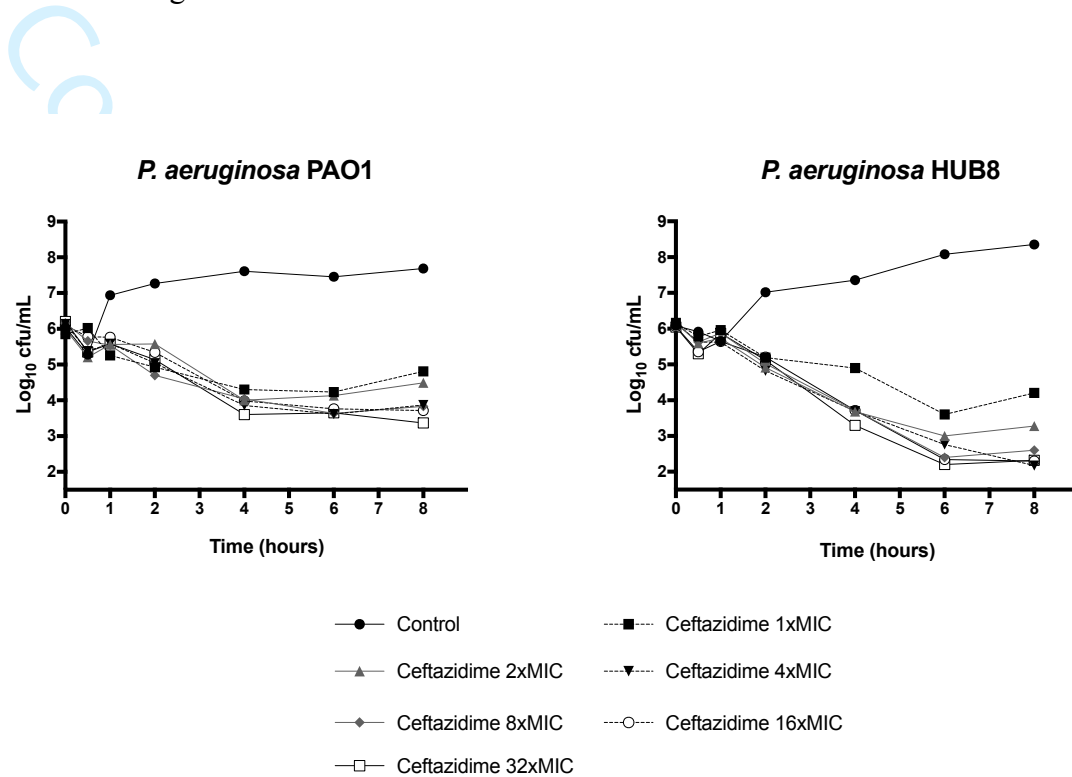 P. aeruginosa PAO1
P. aeruginosa HUB8
9
8
7
6
5
4
3
2
Log10 cfu/mL
0 1 2 3 4 5 6 7 8
Time (hours)
9
8
7
6
5
4
3
2
Log10 cfu/mL
0 1 2 3 4 5 6 7 8
Time (hours)
Control
Ceftazidime 1xMIC
Ceftazidime 2xMIC
Ceftazidime 4xMIC
Ceftazidime 8xMIC
Ceftazidime 16xMIC
Ceftazidime 32xMIC